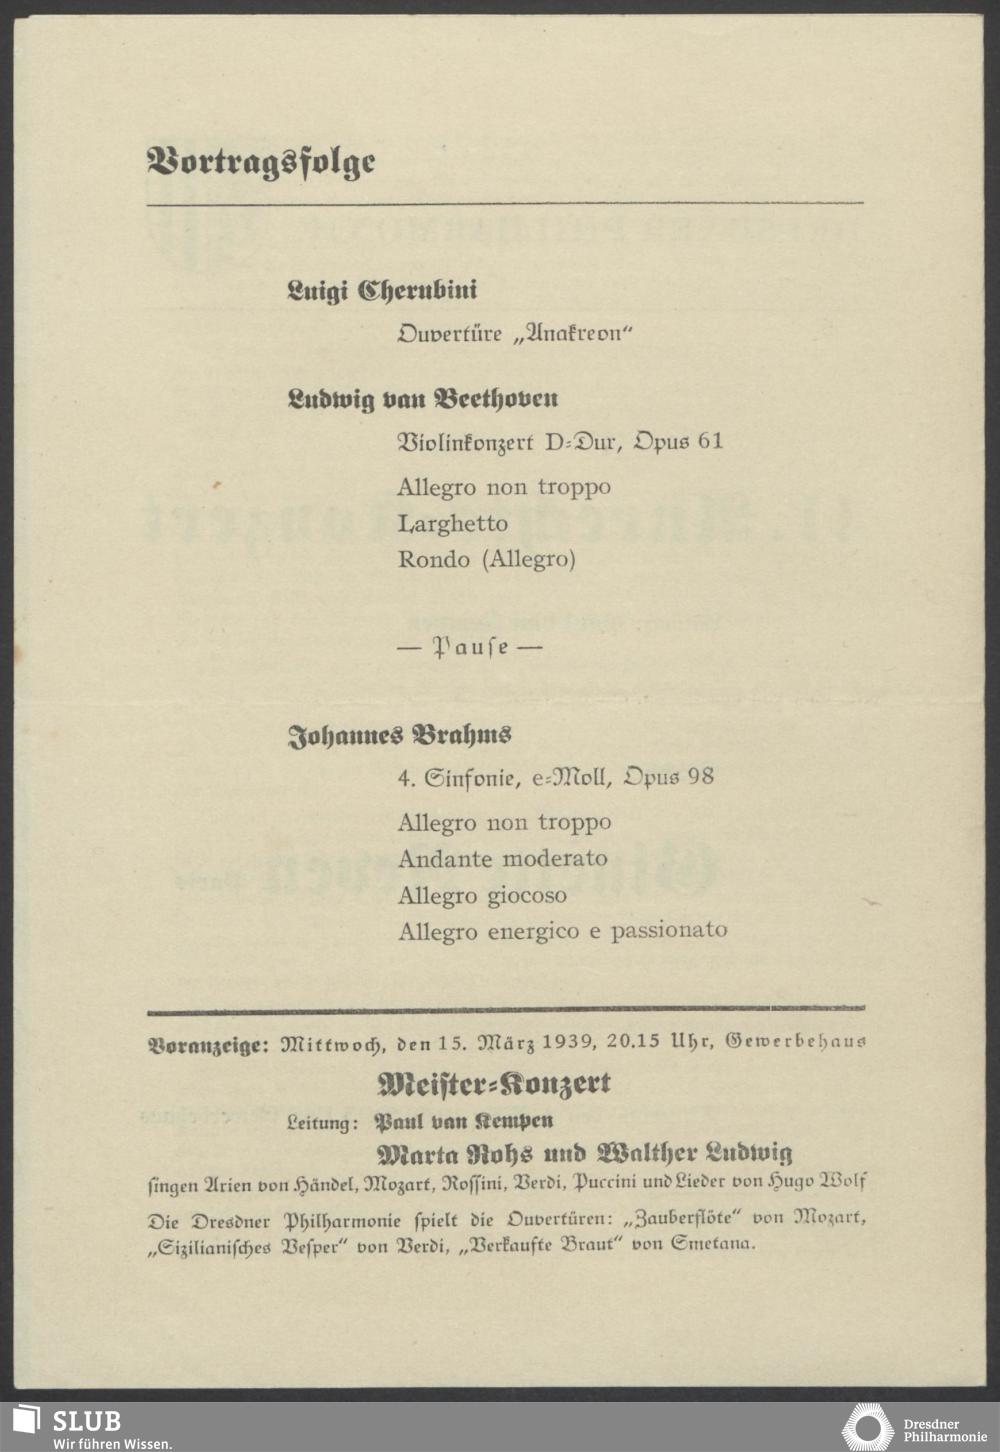 Vortragsfolge
Luigi Cherubini
Ouvertüre „Anakreon“
Ludwig van Beethoven
Violinkonzert D-Dur, Opus 61
Allegro non troppo
Larghetto
Rondo (Allegro)
— Pause —
Johannes Brahms
4. Sinfonie, e-Moll, Opus 98
Allegro non troppo
Andante moderato
Allegro giocoso
Allegro energico e passionato
Voranzeige: Mittwoch, den 15. März 1939, 20.15 Uhr, Gewerbehaus
Meister-Konzert
Leitung: Paul van Kempen
Marta Rohs und Walther Ludwig
singen Arien von Händel, Mozart, Rossini, Verdi, Puccini und Lieder von Hugo Wolf
Die Dresdner Philharmonie spielt die Ouvertüren: „Zauberflöte“ von Mozart,
„Sizilianisches Vesper“ von Verdi, „Verkaufte Braut“ von Smetana.
SLUB
Wir führen Wissen.
Dresdner
Philharmonie